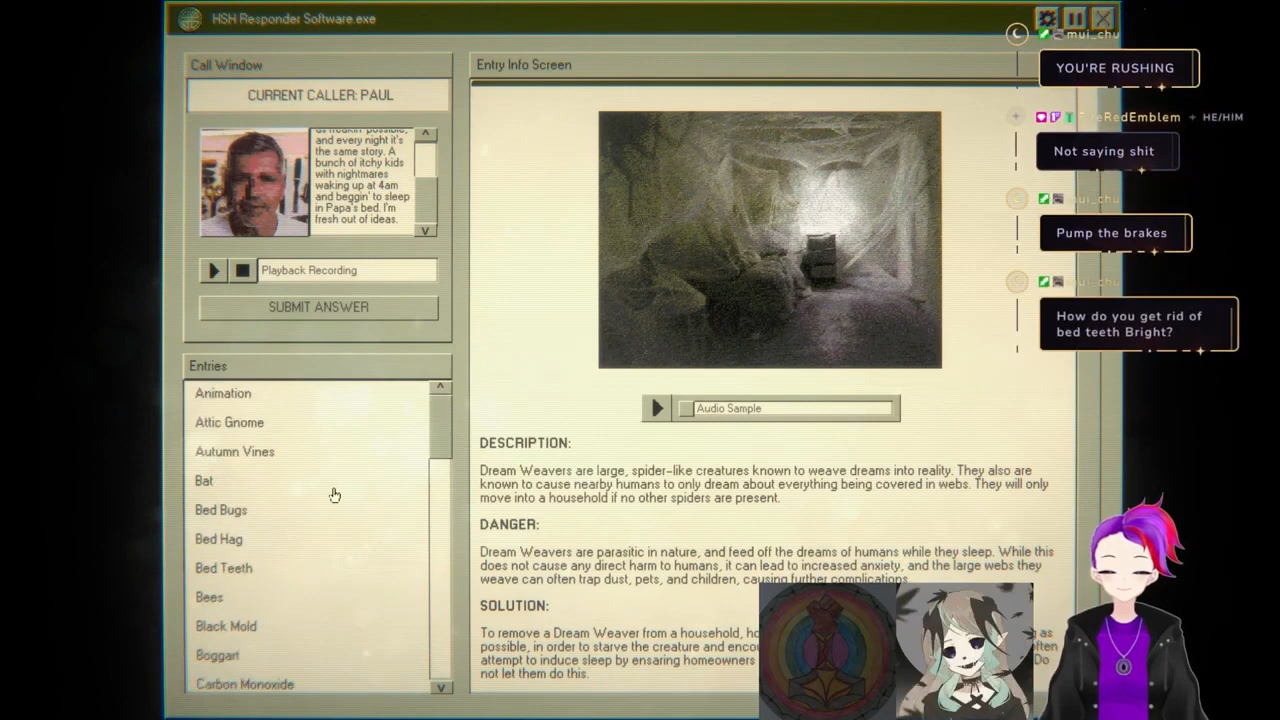 HSH Responder Software.exe
Call Window
CURRENT CALLER: PAUL
as freakin' possible,
and every night it's
the same story. A
bunch of itchy kids
with nightmares
waking up at 4am
and beggin' to sleep
in Papa's bed. I'm
fresh out of ideas.
Playback Recording
SUBMIT ANSWER
Entries
Animation
Attic Gnome
Autumn Vines
Bat
Bed Bugs
Bed Hag
Bed Teeth
Bees
Black Mold
Boggart
Carbon Monoxide
Entry Info Screen
Audio Sample
DESCRIPTION:
Dream Weavers are large, spider-like creatures known to weave dreams into reality. They also are
known to cause nearby humans to only dream about everything being covered in webs. They will only
move into a household if no other spiders are present.
DANGER:
Dream Weavers are parasitic in nature, and feed off the dreams of humans while they sleep. While this
does not cause any direct harm to humans, it can lead to increased anxiety, and the large webs they
weave can often trap dust, pets, and children, causing further complications.
SOLUTION:
To remove a Dream Weaver from a household, as
possible, in order to starve the creature and
attempt to induce sleep by ensaring homeowners Do
not let them do this.
mui_chu
YOU'RE RUSHING
eRedEmblem + HE/HIM
Not saying shit
mui_chu
Pump the brakes
mui_chu
How do you get rid of
bed teeth Bright?